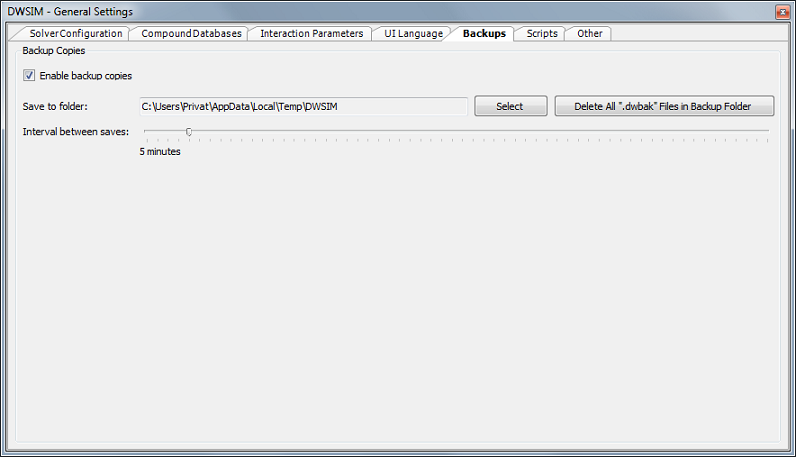 DWSIM - General Settings
Solver Configuration Compound Databases Interaction Parameters UI Language Backups Scripts Other
Backup Copies
Enable backup copies
Save to folder: C:\Users\Privat\AppData\Local\Temp\DWSIM Select Delete All ".dwbak" Files in Backup Folder
Interval between saves:
5 minutes